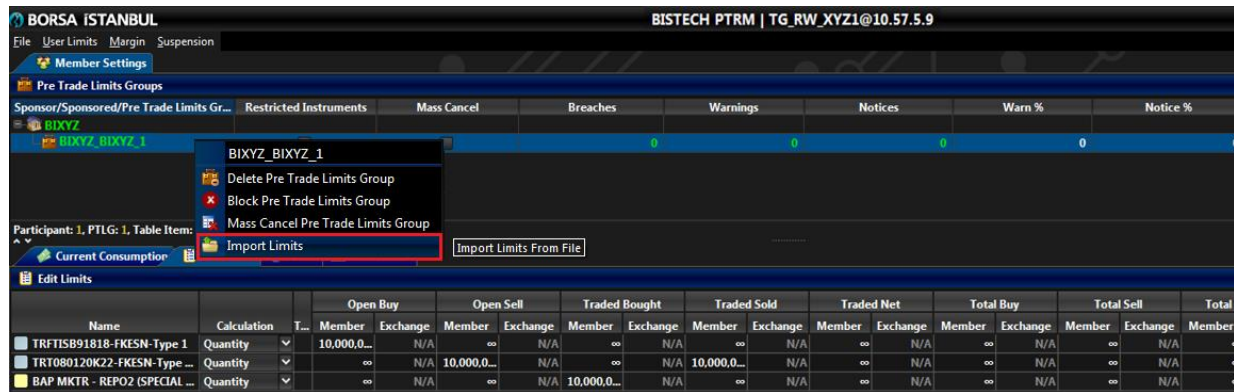 BORSA İSTANBUL
BISTECH PTRM | TG_RW_XYZ1@10.57.5.9
File User Limits Margin Suspension
Member Settings
Pre Trade Limits Groups
Sponsor/Sponsored/Pre Trade Limits Gr... Restricted Instruments Mass Cancel Breaches Warnings Notices Warn % Notice %
BIXYZ
BIXYZ_BIXYZ_1 0 0 0 0
BIXYZ_BIXYZ_1
Delete Pre Trade Limits Group
Block Pre Trade Limits Group
Mass Cancel Pre Trade Limits Group
Import Limits
Import Limits From File
Participant: 1, PTLG: 1, Table Item:
Current Consumption
Edit Limits
Open Buy Open Sell Traded Bought Traded Sold Traded Net Total Buy Total Sell Total
Name Calculation T... Member Exchange Member Exchange Member Exchange Member Exchange Member Exchange Member Exchange Member Exchange Member
TRFTISB91818-FKESN-Type 1 Quantity 10,000,0... N/A ∞ N/A ∞ N/A ∞ N/A ∞ N/A ∞ N/A ∞ N/A
TRT080120K22-FKESN-Type ... Quantity ∞ N/A 10,000,0... N/A ∞ N/A 10,000,0... N/A ∞ N/A ∞ N/A ∞ N/A
BAP MKTR - REPO2 (SPECIAL ... Quantity ∞ N/A ∞ N/A 10,000,0... N/A ∞ N/A ∞ N/A ∞ N/A ∞ N/A